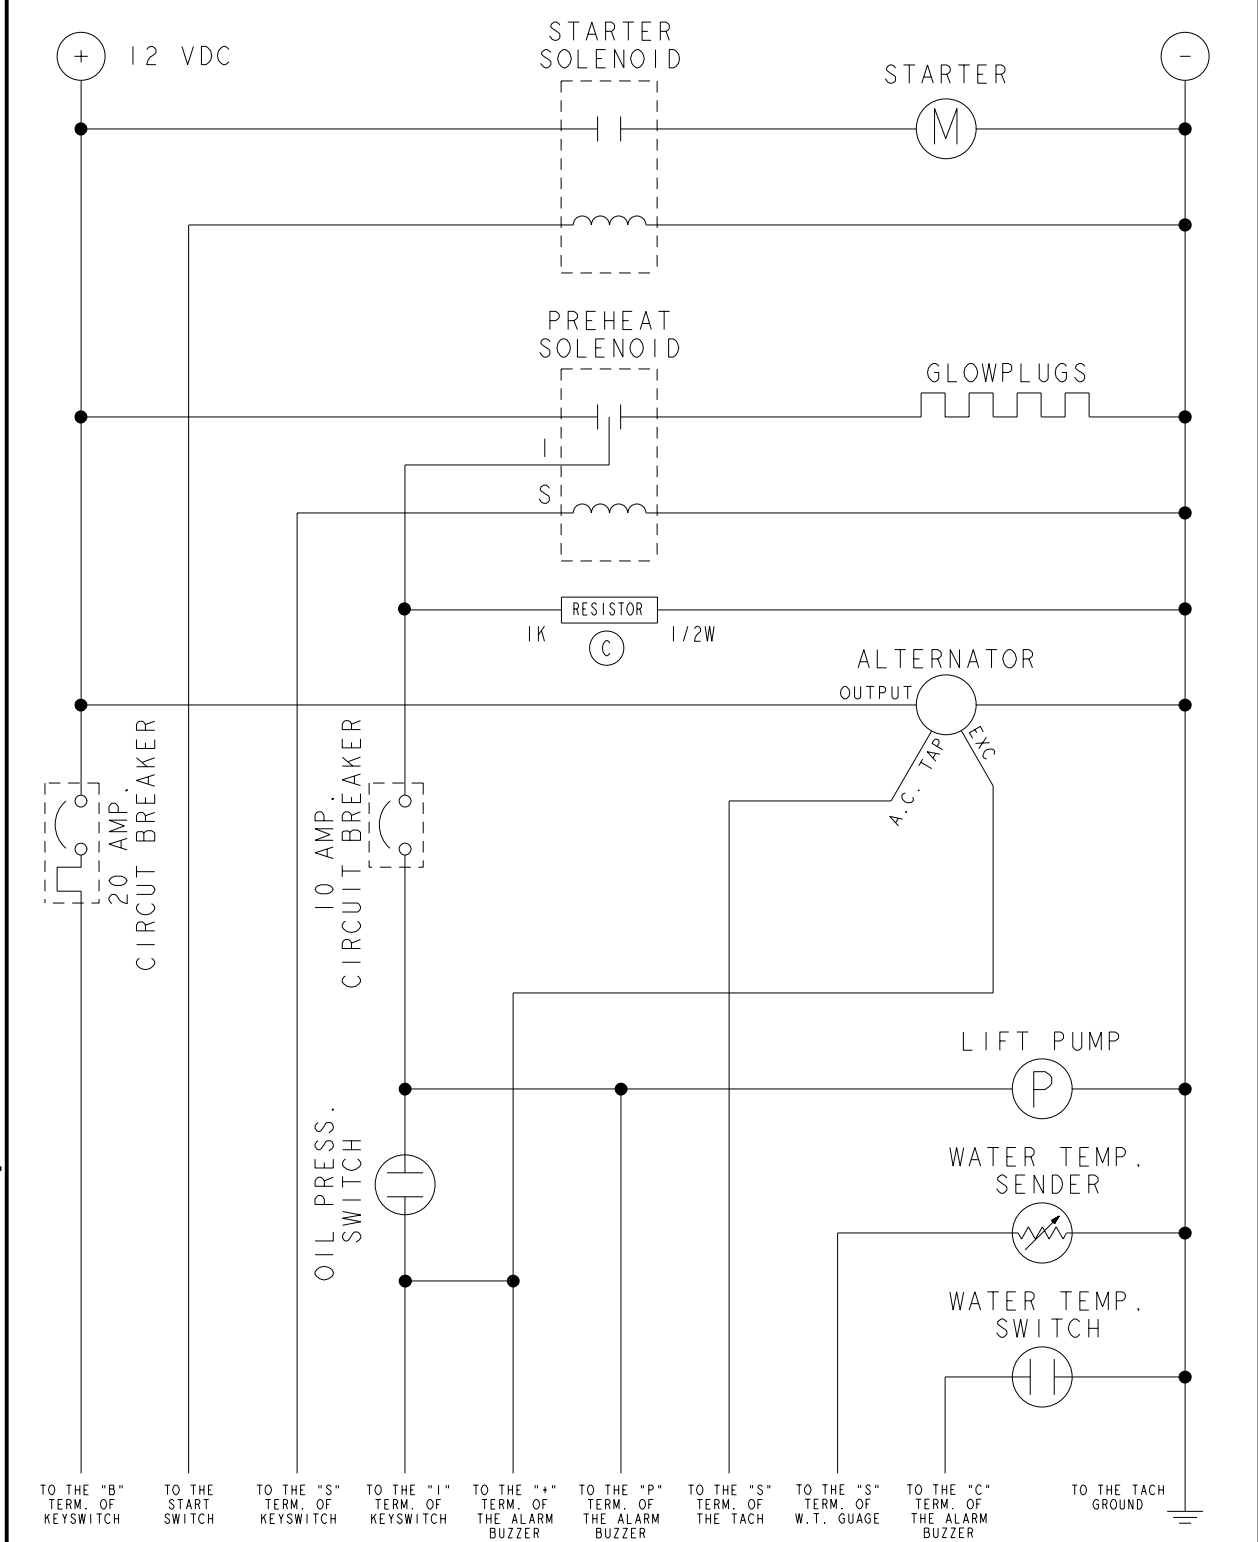 + 12 VDC
STARTER
SOLENOID
STARTER
-
M
PREHEAT
SOLENOID
GLOWPLUGS
I
S
RESISTOR
1K
1/2W
C
ALTERNATOR
OUTPUT
A.C. TAP
EXC
20 AMP.
CIRCUT BREAKER
10 AMP.
CIRCUIT BREAKER
LIFT PUMP
P
OIL PRESS.
SWITCH
WATER TEMP.
SENDER
WATER TEMP.
SWITCH
TO THE "B"
TERM. OF
KEYSWITCH
TO THE
START
SWITCH
TO THE "S"
TERM. OF
KEYSWITCH
TO THE "I"
TERM. OF
KEYSWITCH
TO THE "+"
TERM. OF
THE ALARM
BUZZER
TO THE "P"
TERM. OF
THE ALARM
BUZZER
TO THE "S"
TERM. OF
THE TACH
TO THE "S"
TERM. OF
W.T. GUAGE
TO THE "C"
TERM. OF
THE ALARM
BUZZER
TO THE TACH
GROUND